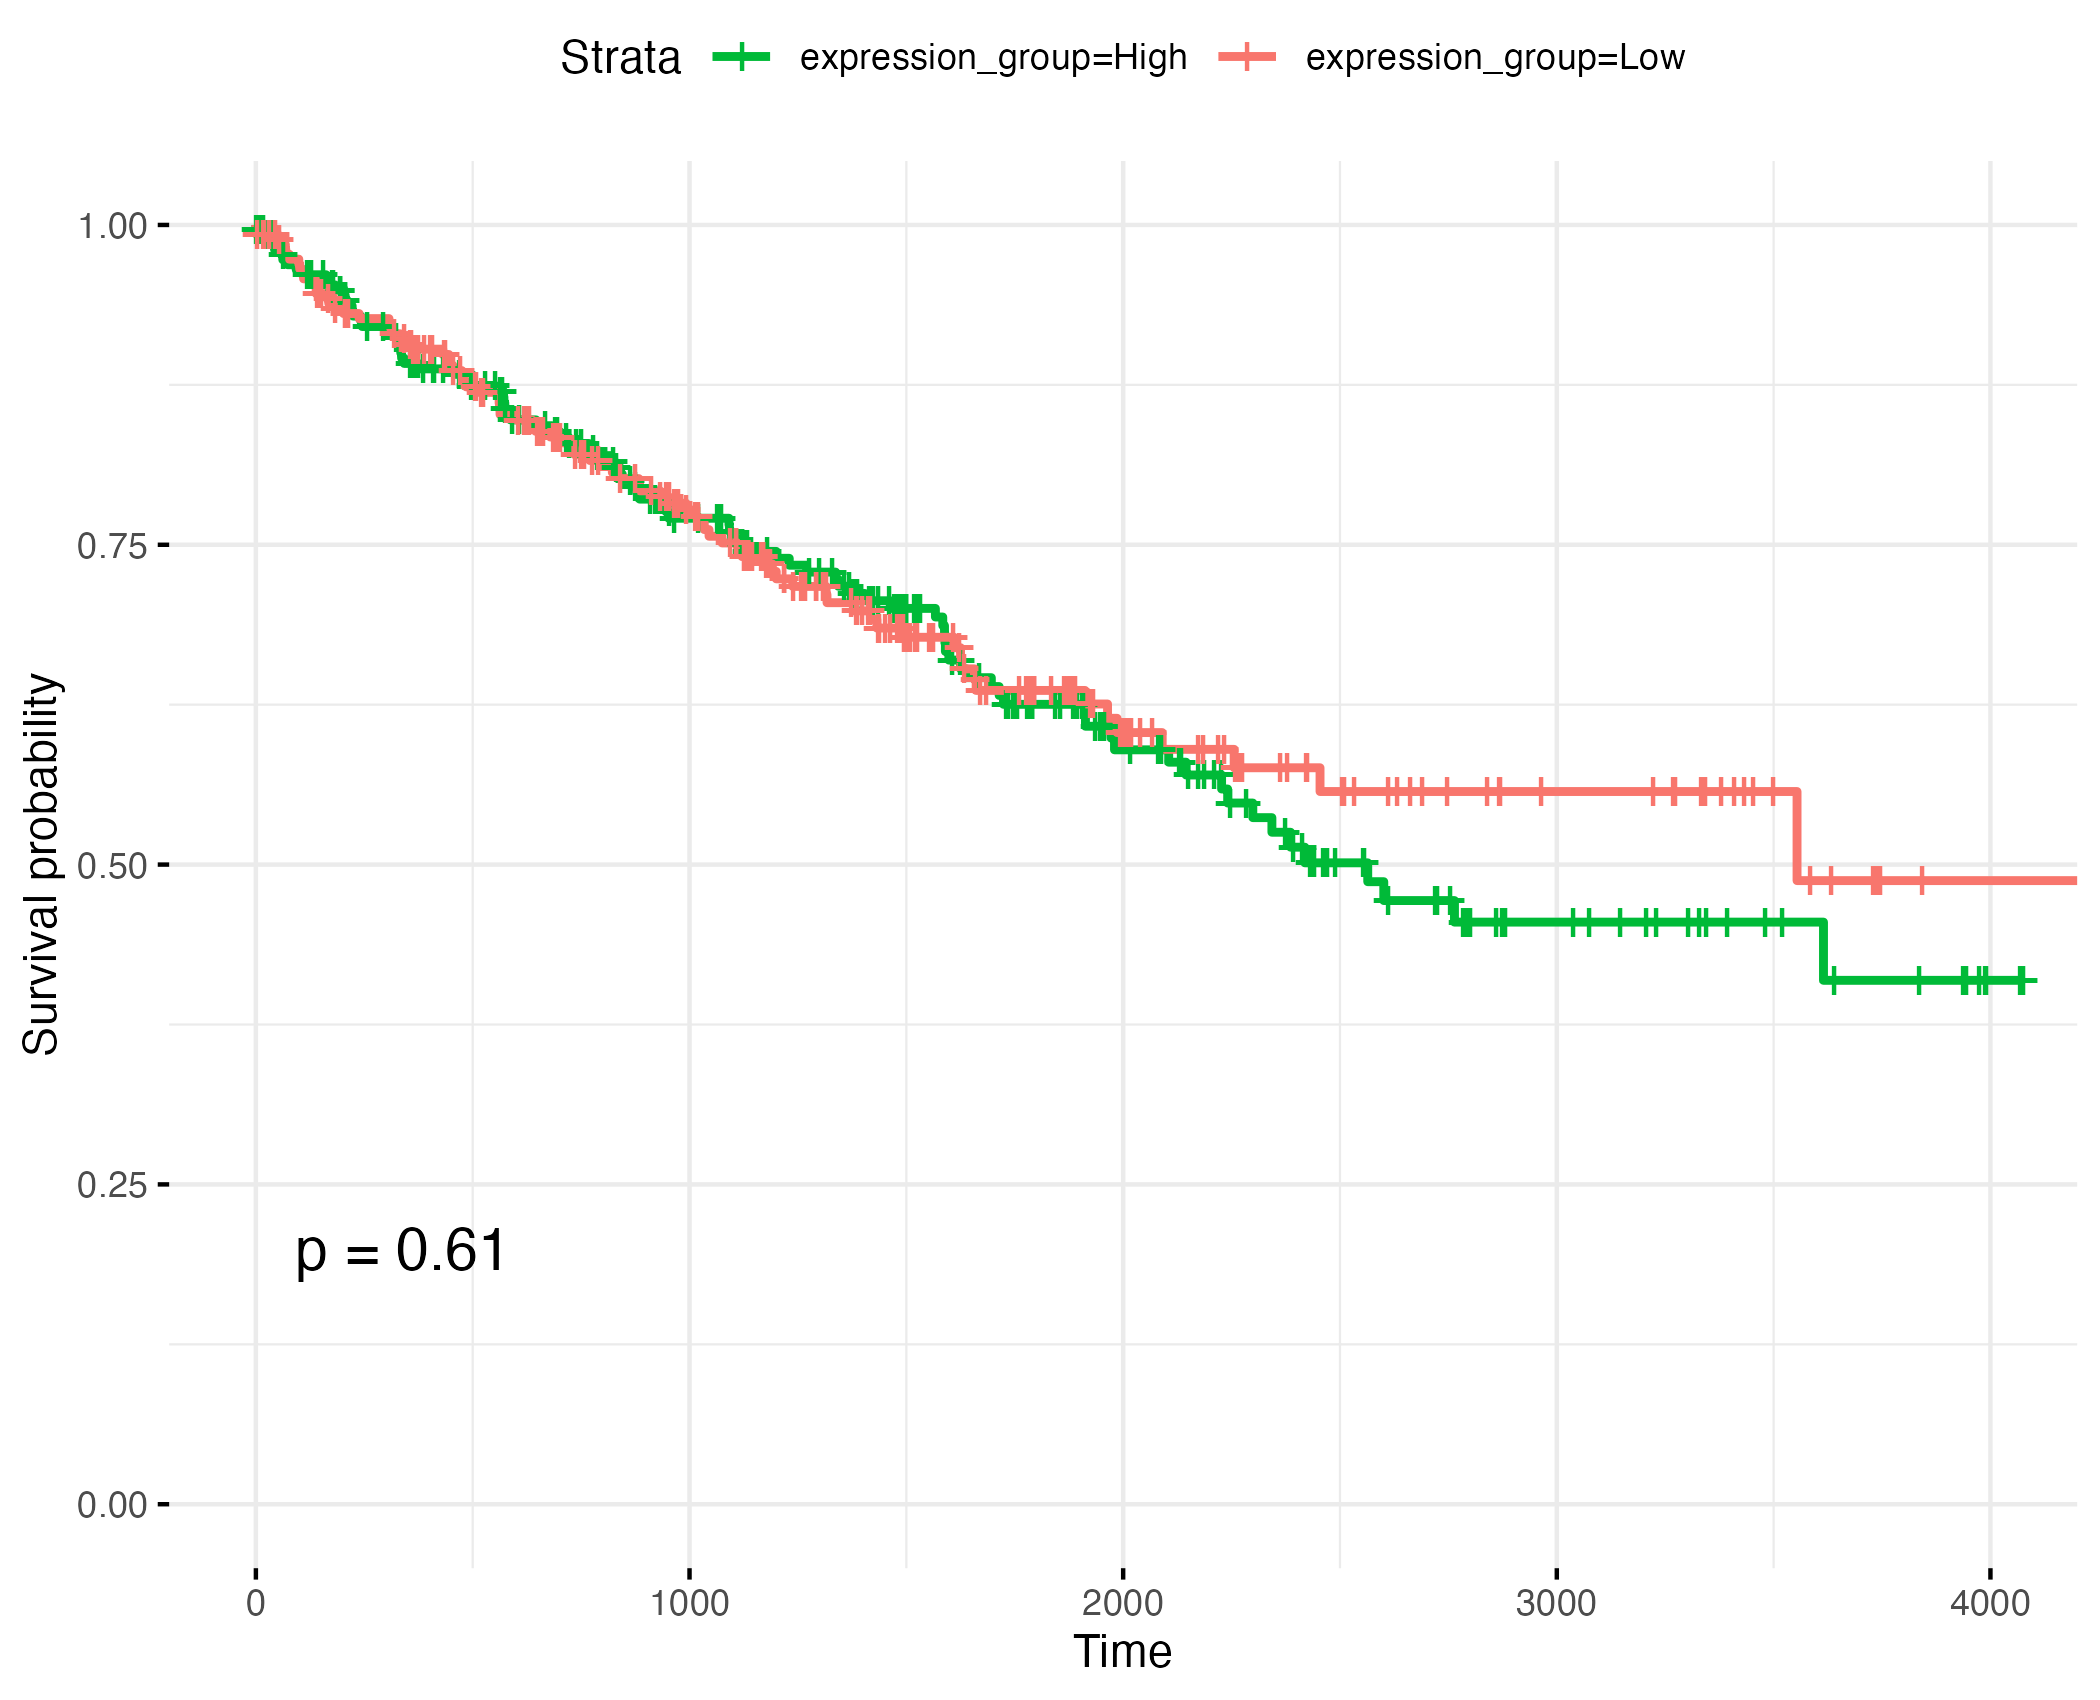 Strata expression_group=High expression_group=Low
1.00
0.75
0.50
0.25
0.00
Survival probability
p = 0.61
0 1000 2000 3000 4000
Time